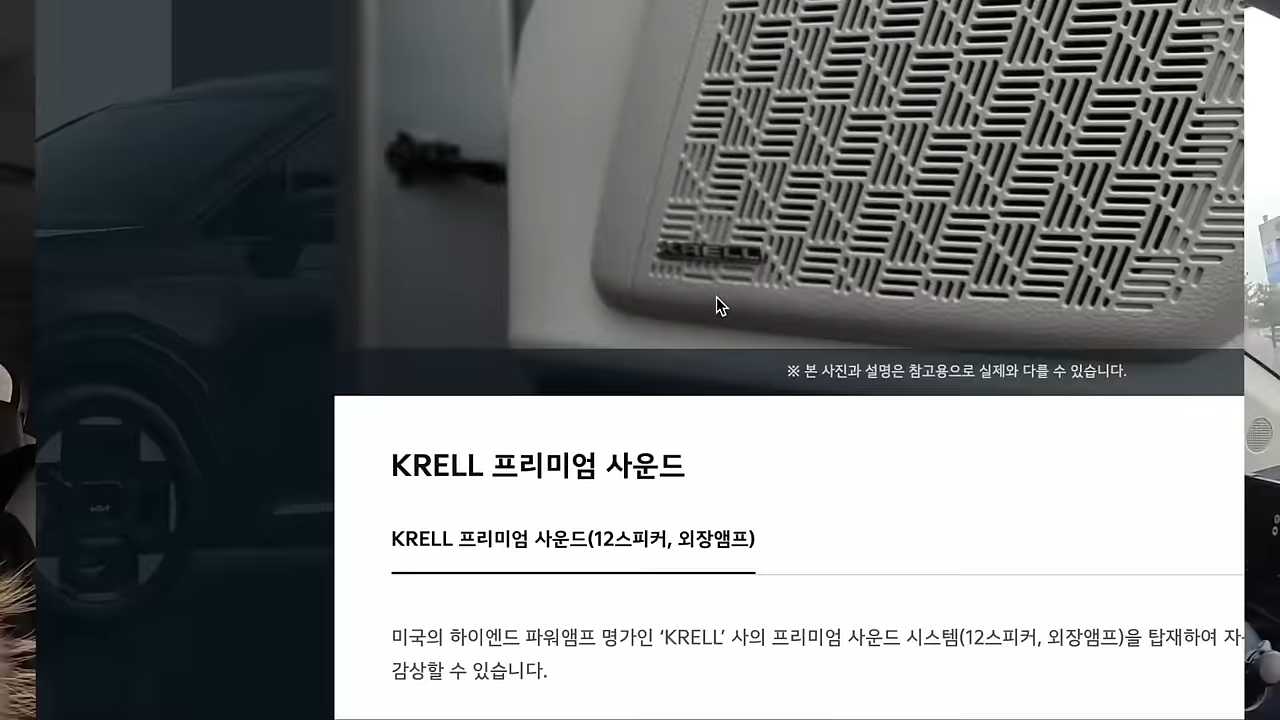 KRELL
※ 본 사진과 설명은 참고용으로 실제와 다를 수 있습니다.
KRELL 프리미엄 사운드
KRELL 프리미엄 사운드(12스피커, 외장앰프)
미국의 하이엔드 파워앰프 명가인 ‘KRELL’ 사의 프리미엄 사운드 시스템(12스피커, 외장앰프)을 탑재하여
감상할 수 있습니다.